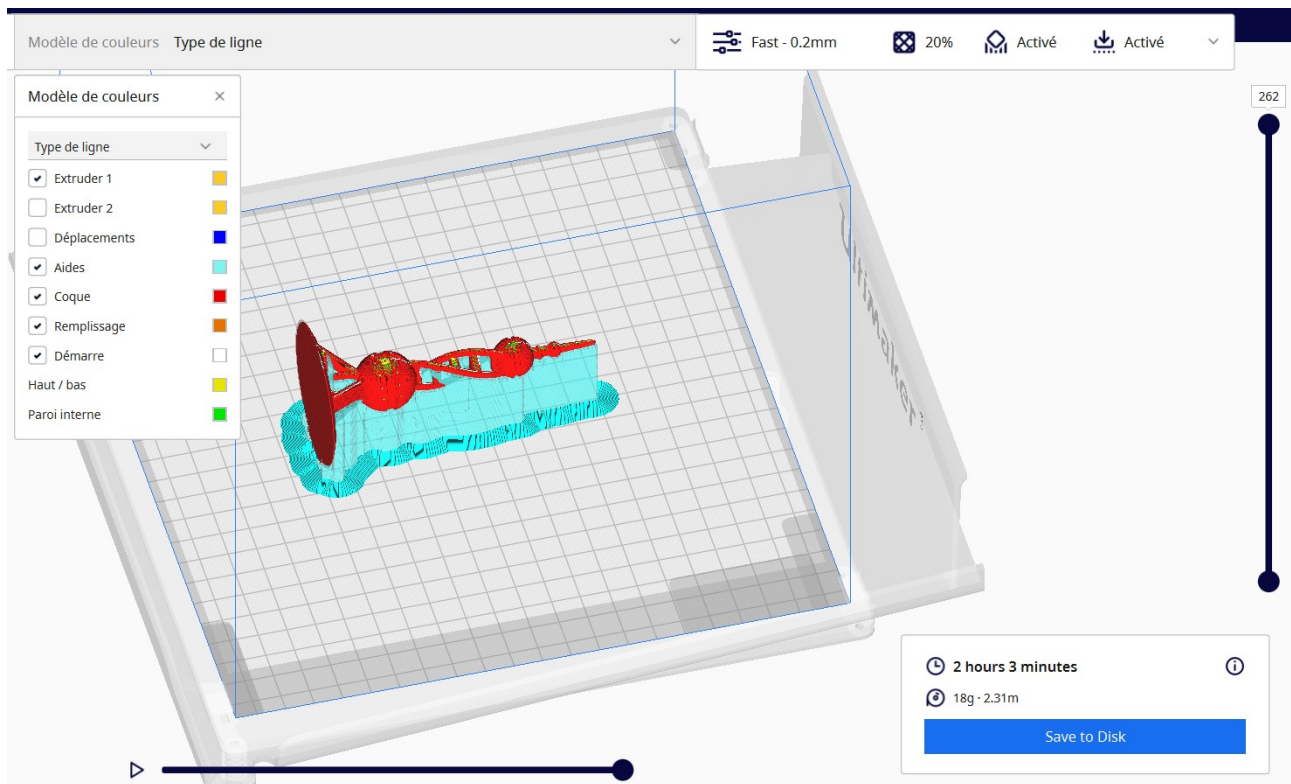 Modèle de couleurs Type de ligne
Fast - 0.2mm 20% Activé Activé
Modèle de couleurs
Type de ligne
Extruder 1
Extruder 2
Déplacements
Aides
Coque
Remplissage
Démarre
Haut / bas
Paroi interne
262
Ultimaker
2 hours 3 minutes
18g · 2.31m
Save to Disk